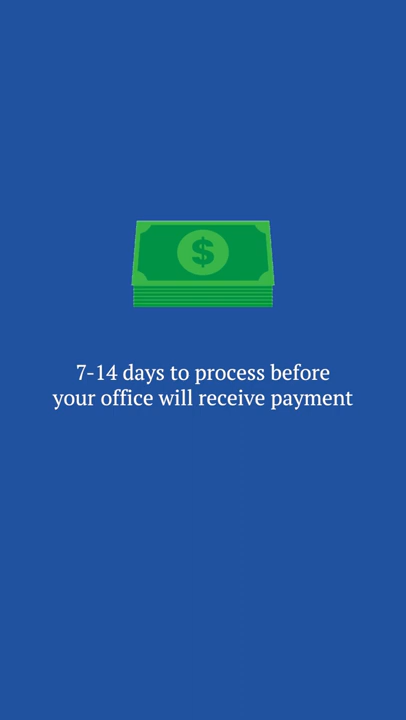 $
7-14 days to process before
your office will receive payment